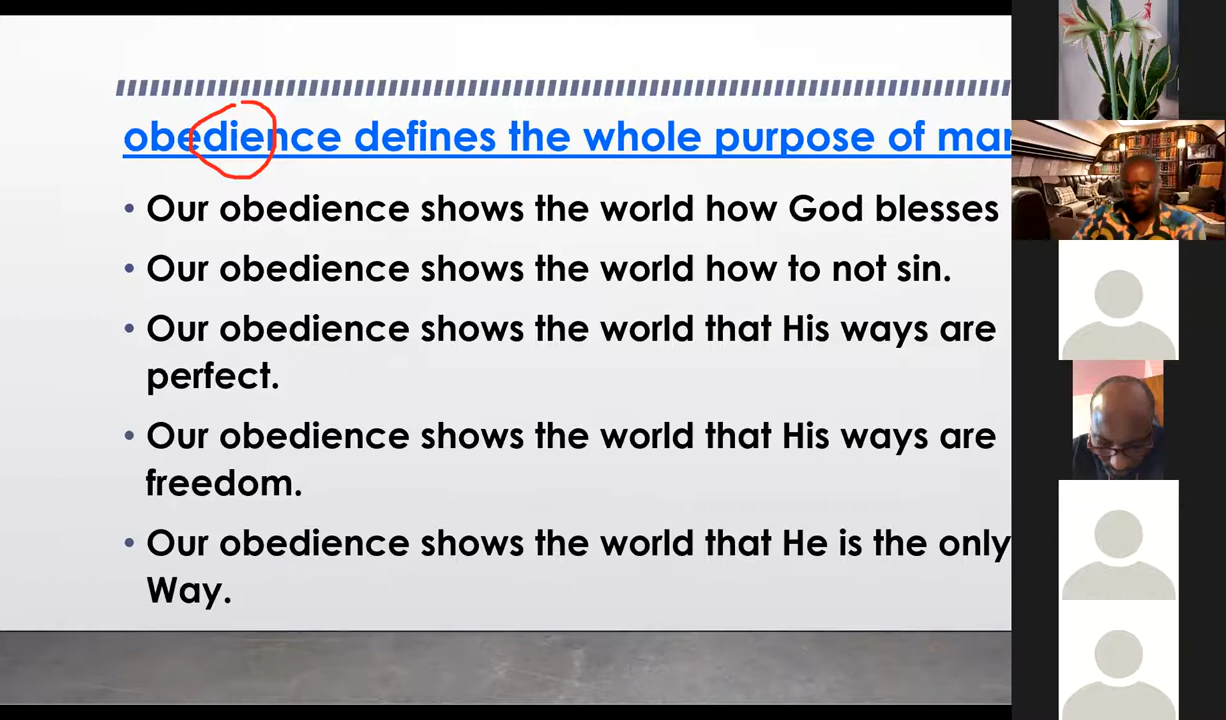 obedience defines the whole purpose of
• Our obedience shows the world how God blesses
• Our obedience shows the world how to not sin.
• Our obedience shows the world that His ways are
perfect.
• Our obedience shows the world that His ways are
freedom.
• Our obedience shows the world that He is the only
Way.